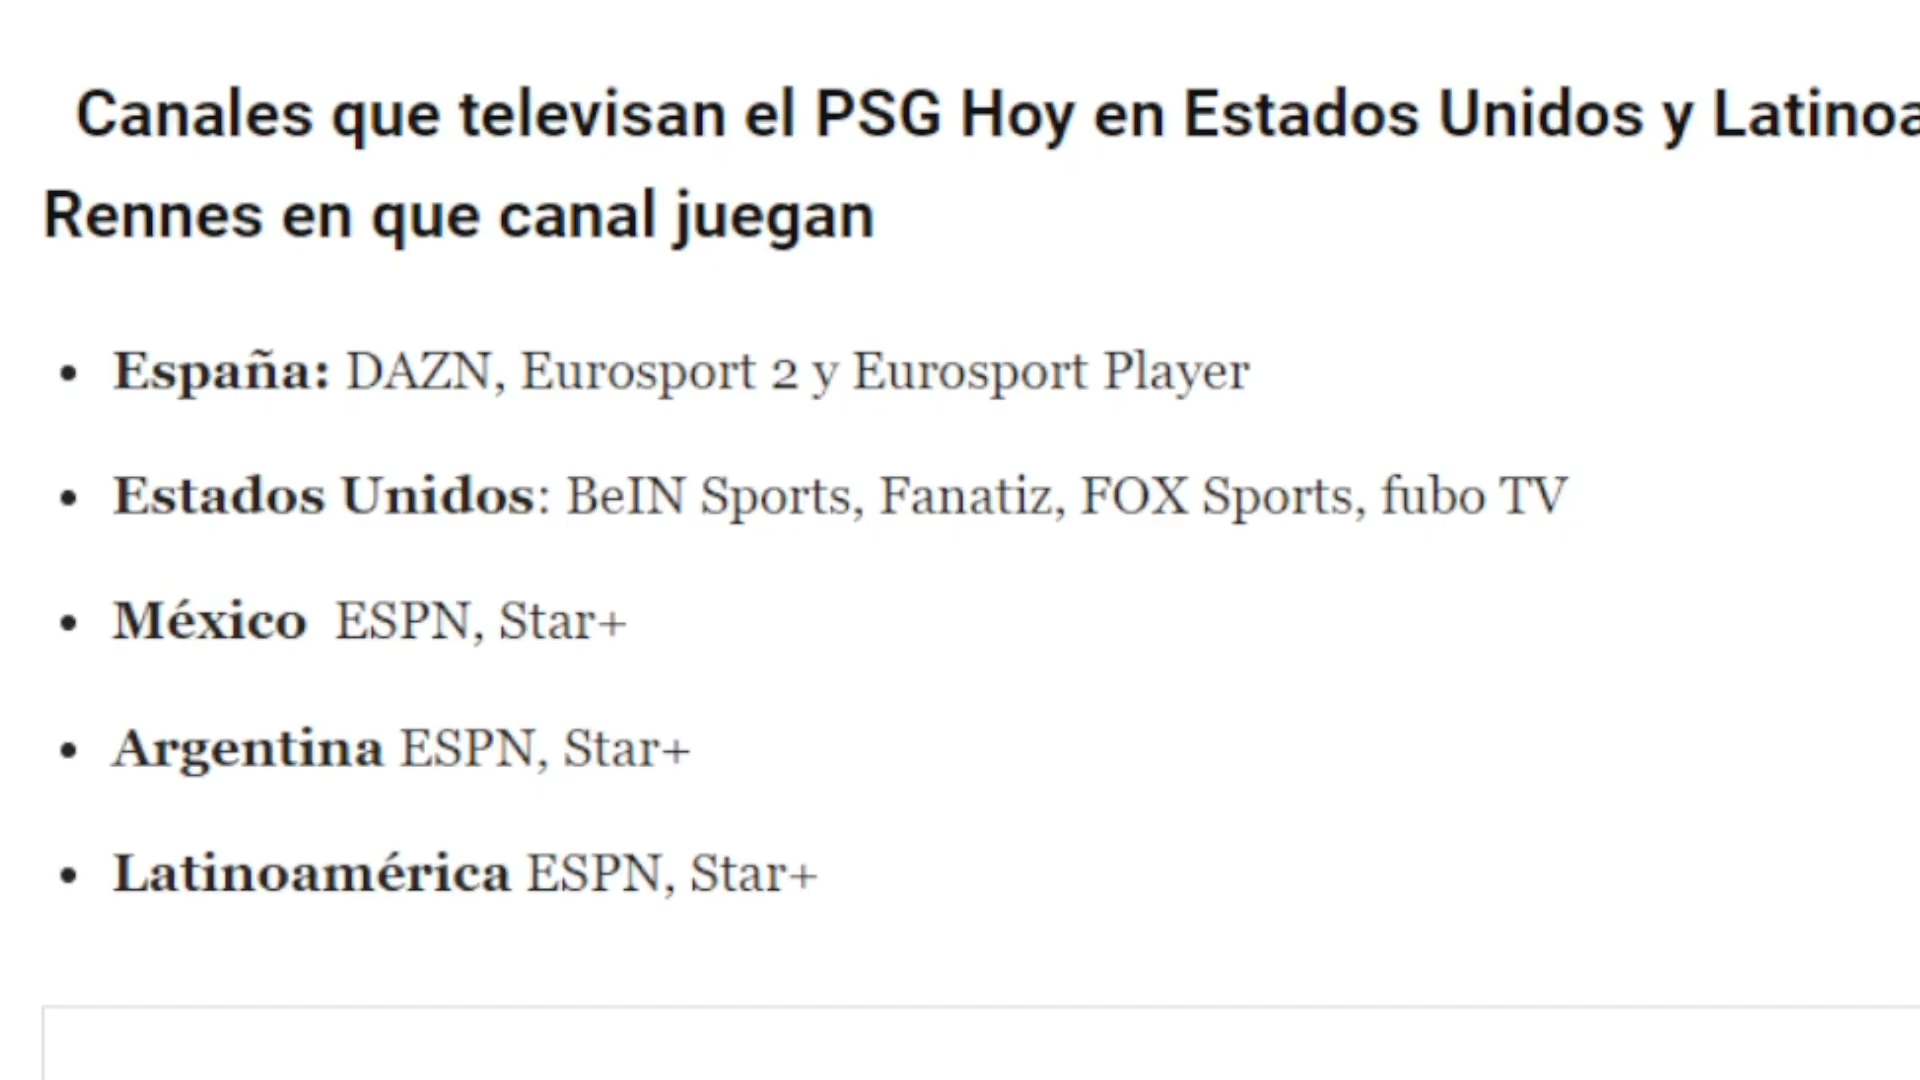 Canales que televisan el PSG Hoy en Estados Unidos y Latinoa
Rennes en que canal juegan
• España: DAZN, Eurosport 2 y Eurosport Player
• Estados Unidos: BeIN Sports, Fanatiz, FOX Sports, fubo TV
• México  ESPN, Star+
• Argentina ESPN, Star+
• Latinoamérica ESPN, Star+